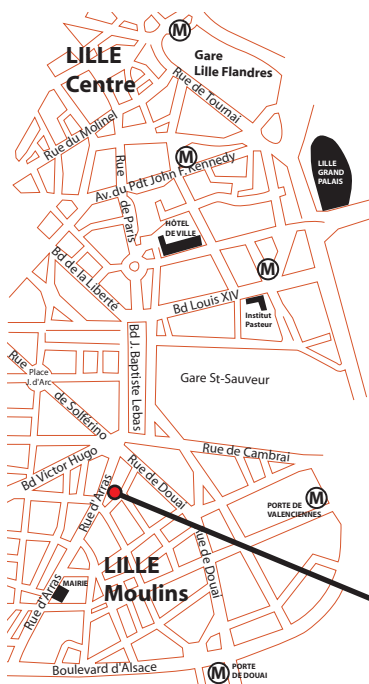 M
LILLE
Centre
Gare
Lille Flandres
Rue de Tournai
Rue du Molinel
M
Av. du Pdt John F. Kennedy
Rue
de Paris
LILLE
GRAND
PALAIS
HÔTEL
DE VILLE
M
Bd de la Liberté
Bd Louis XIV
Institut
Pasteur
Bd J. Baptiste Lebas
Rue
de Solférino
Place
J. d'Arc
Gare St-Sauveur
Rue de Cambrai
Bd Victor Hugo
Rue de Douai
Rue d'Arras
M
PORTE DE
VALENCIENNES
Rue de Douai
LILLE
Moulins
MAIRIE
Rue d'Arras
Boulevard d'Alsace
M
PORTE
DE DOUAI